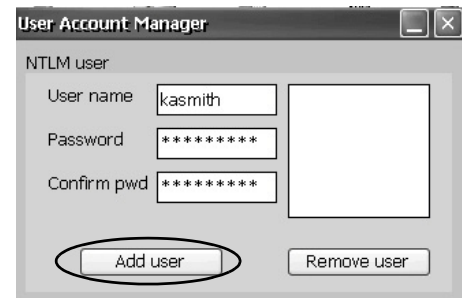 User Account Manager
NTLM user
User name kasmith
Password *********
Confirm pwd *********
Add user Remove user